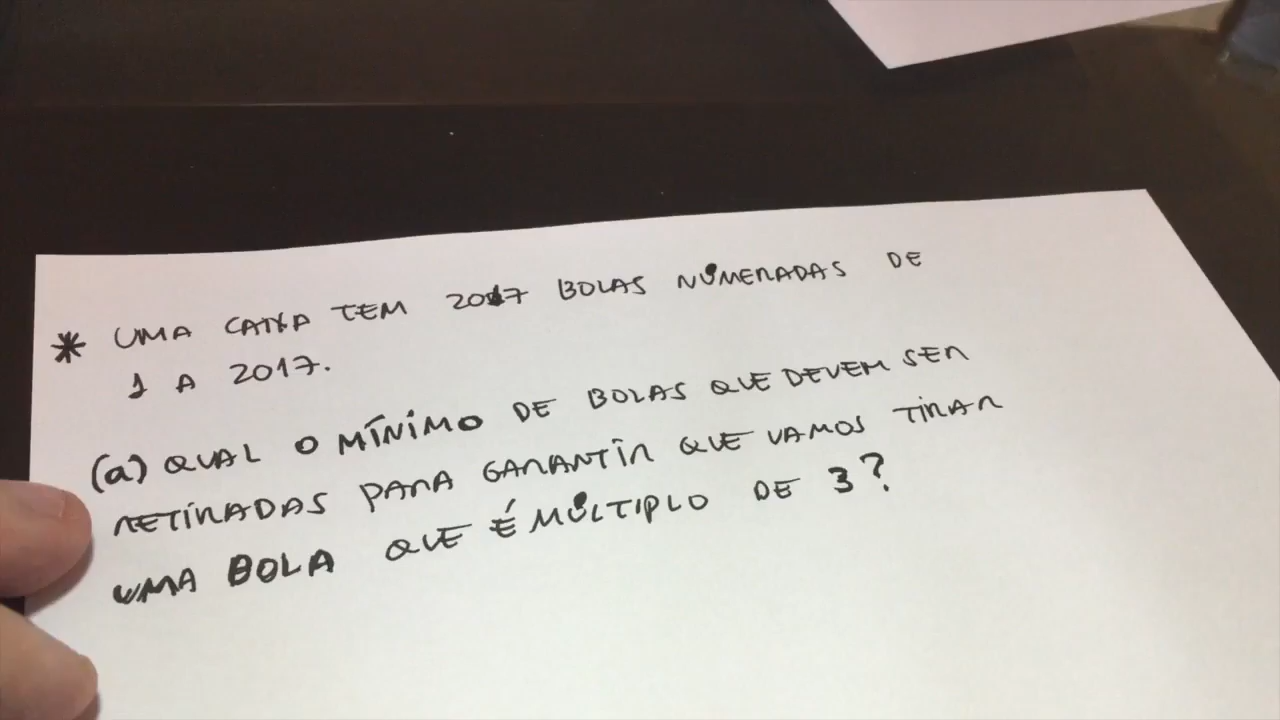 * UMA CAIXA TEM 2017 BOLAS NUMERADAS DE
1 A 2017.
(a) QUAL O MÍNIMO DE BOLAS QUE DEVEM SER
RETIRADAS PARA GARANTIR QUE VAMOS TIRAR
UMA BOLA QUE É MÚLTIPLO DE 3?